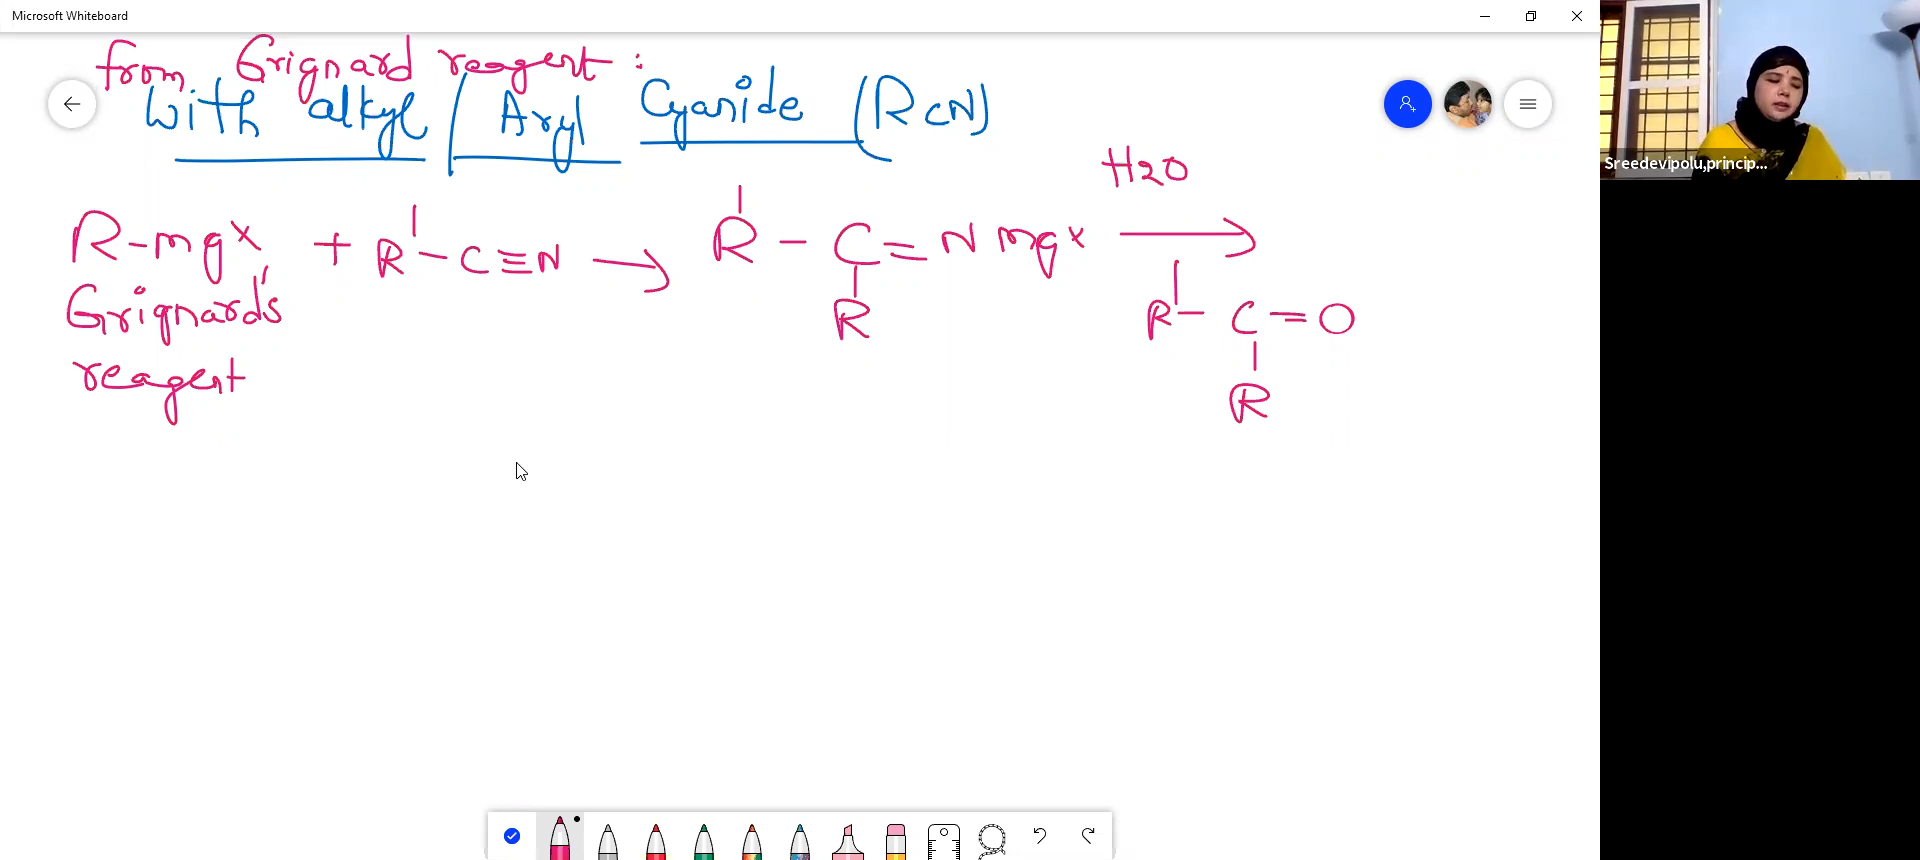 Microsoft Whiteboard
from Grignard reagent :
With alkyl / Aryl Cyanide (RCN)
H2O
R-mgx + R'-C≡N → R'-C=N mgx →
R
Grignard's
reagent
R'-C=O
R
Sreedevipolu,princip...